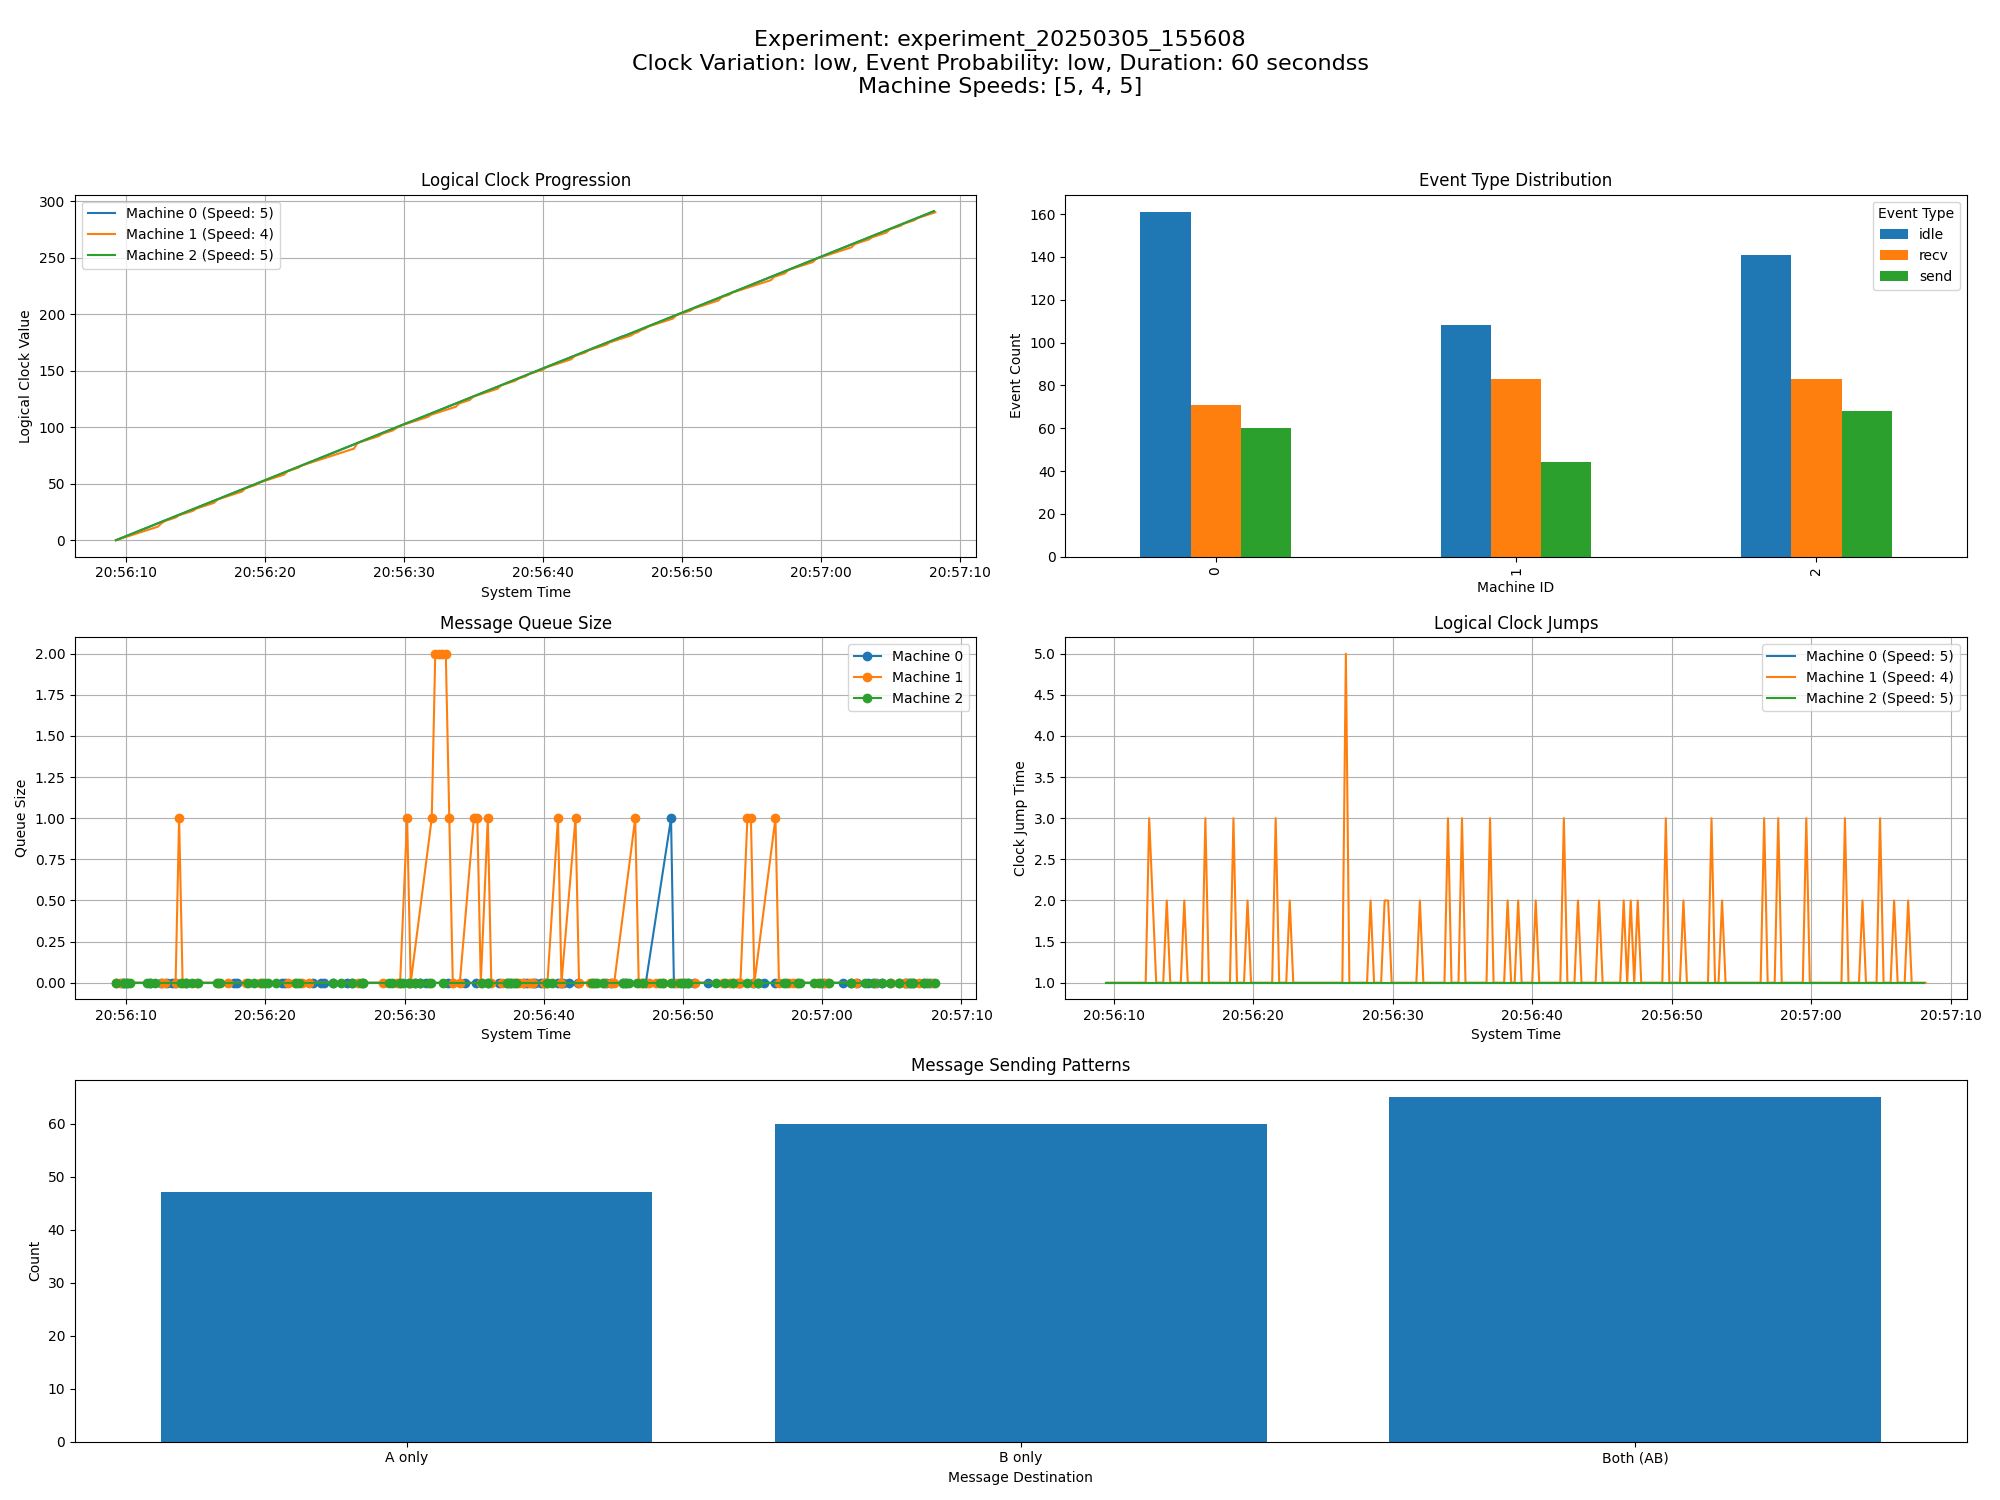 Experiment: experiment_20250305_155608
Clock Variation: low, Event Probability: low, Duration: 60 secondss
Machine Speeds: [5, 4, 5]
Logical Clock Progression
Machine 0 (Speed: 5)
Machine 1 (Speed: 4)
Machine 2 (Speed: 5)
300
250
200
150
100
50
0
Logical Clock Value
20:56:10 20:56:20 20:56:30 20:56:40 20:56:50 20:57:00 20:57:10
System Time
Event Type Distribution
Event Type
idle
recv
send
160
140
120
100
80
60
40
20
0
Event Count
0 1 2
Machine ID
Message Queue Size
Machine 0
Machine 1
Machine 2
2.00
1.75
1.50
1.25
1.00
0.75
0.50
0.25
0.00
Queue Size
20:56:10 20:56:20 20:56:30 20:56:40 20:56:50 20:57:00 20:57:10
System Time
Logical Clock Jumps
Machine 0 (Speed: 5)
Machine 1 (Speed: 4)
Machine 2 (Speed: 5)
5.0
4.5
4.0
3.5
3.0
2.5
2.0
1.5
1.0
Clock Jump Time
20:56:10 20:56:20 20:56:30 20:56:40 20:56:50 20:57:00 20:57:10
System Time
Message Sending Patterns
60
50
40
30
20
10
0
Count
A only B only Both (AB)
Message Destination